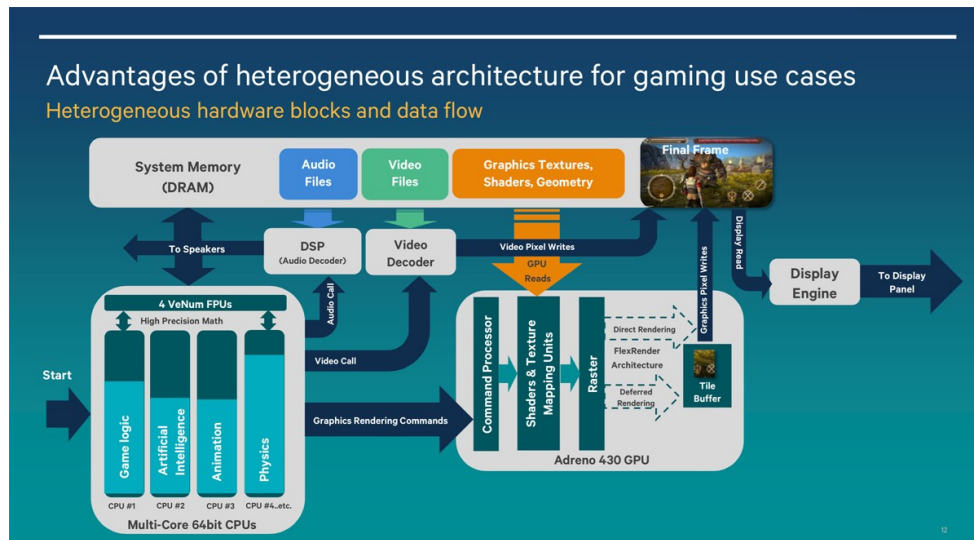 Advantages of heterogeneous architecture for gaming use cases
Heterogeneous hardware blocks and data flow
System Memory
(DRAM)
Audio
Files
Video
Files
Graphics Textures,
Shaders, Geometry
Final Frame
To Speakers
DSP
(Audio Decoder)
Video
Decoder
Video Pixel Writes
GPU
Reads
Graphics Pixel Writes
Display Read
Display
Engine
To Display
Panel
4 VeNum FPUs
High Precision Math
Audio Call
Video Call
Start
Game logic
Artificial
Intelligence
Animation
Physics
CPU #1
CPU #2
CPU #3
CPU #4..etc.
Multi-Core 64bit CPUs
Graphics Rendering Commands
Command Processor
Shaders & Texture
Mapping Units
Raster
Direct Rendering
FlexRender
Architecture
Deferred
Rendering
Tile
Buffer
Adreno 430 GPU
12